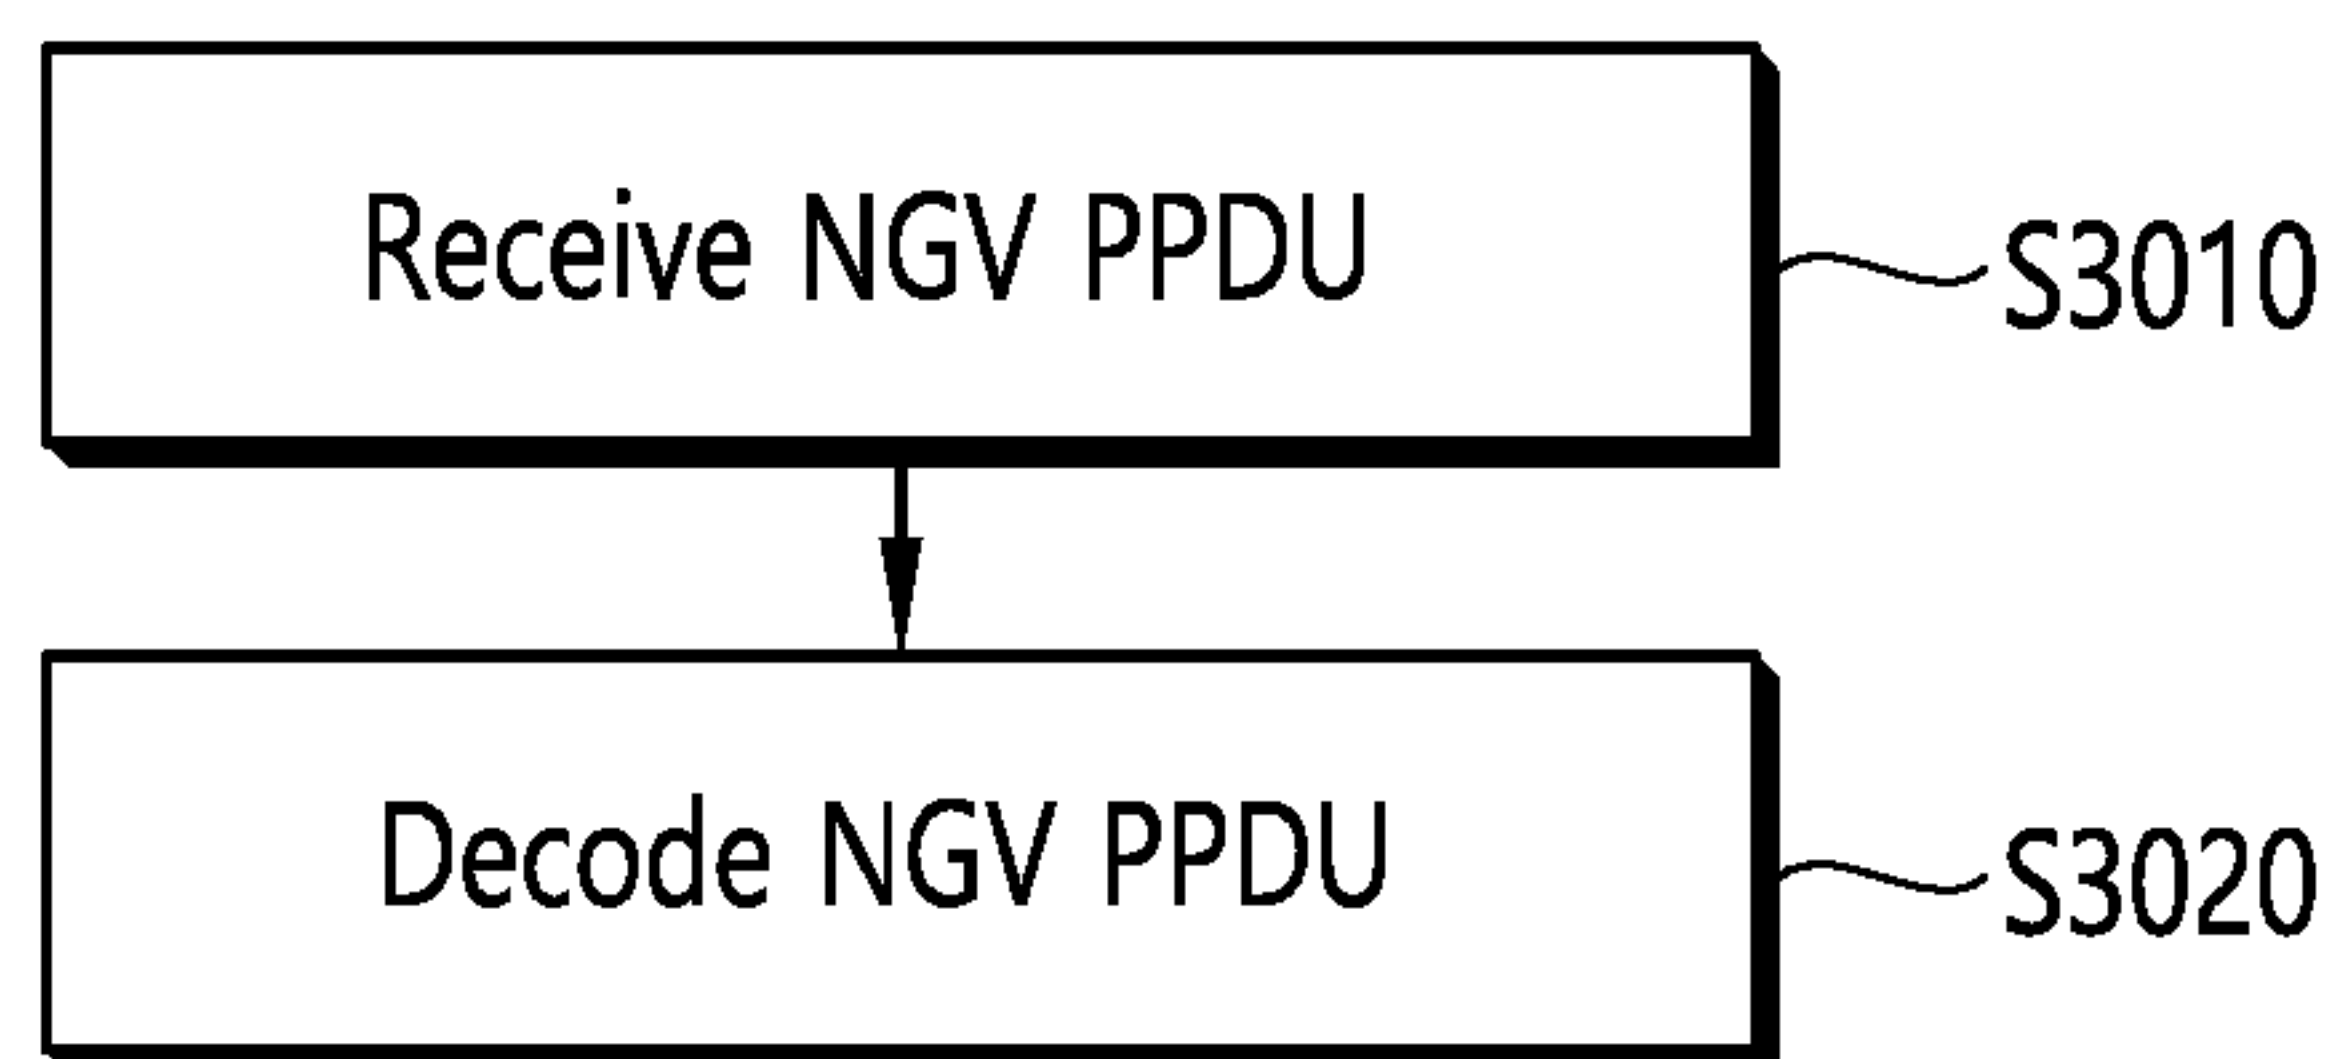 Receive NGV PPDU
S3010
Decode NGV PPDU
S3020